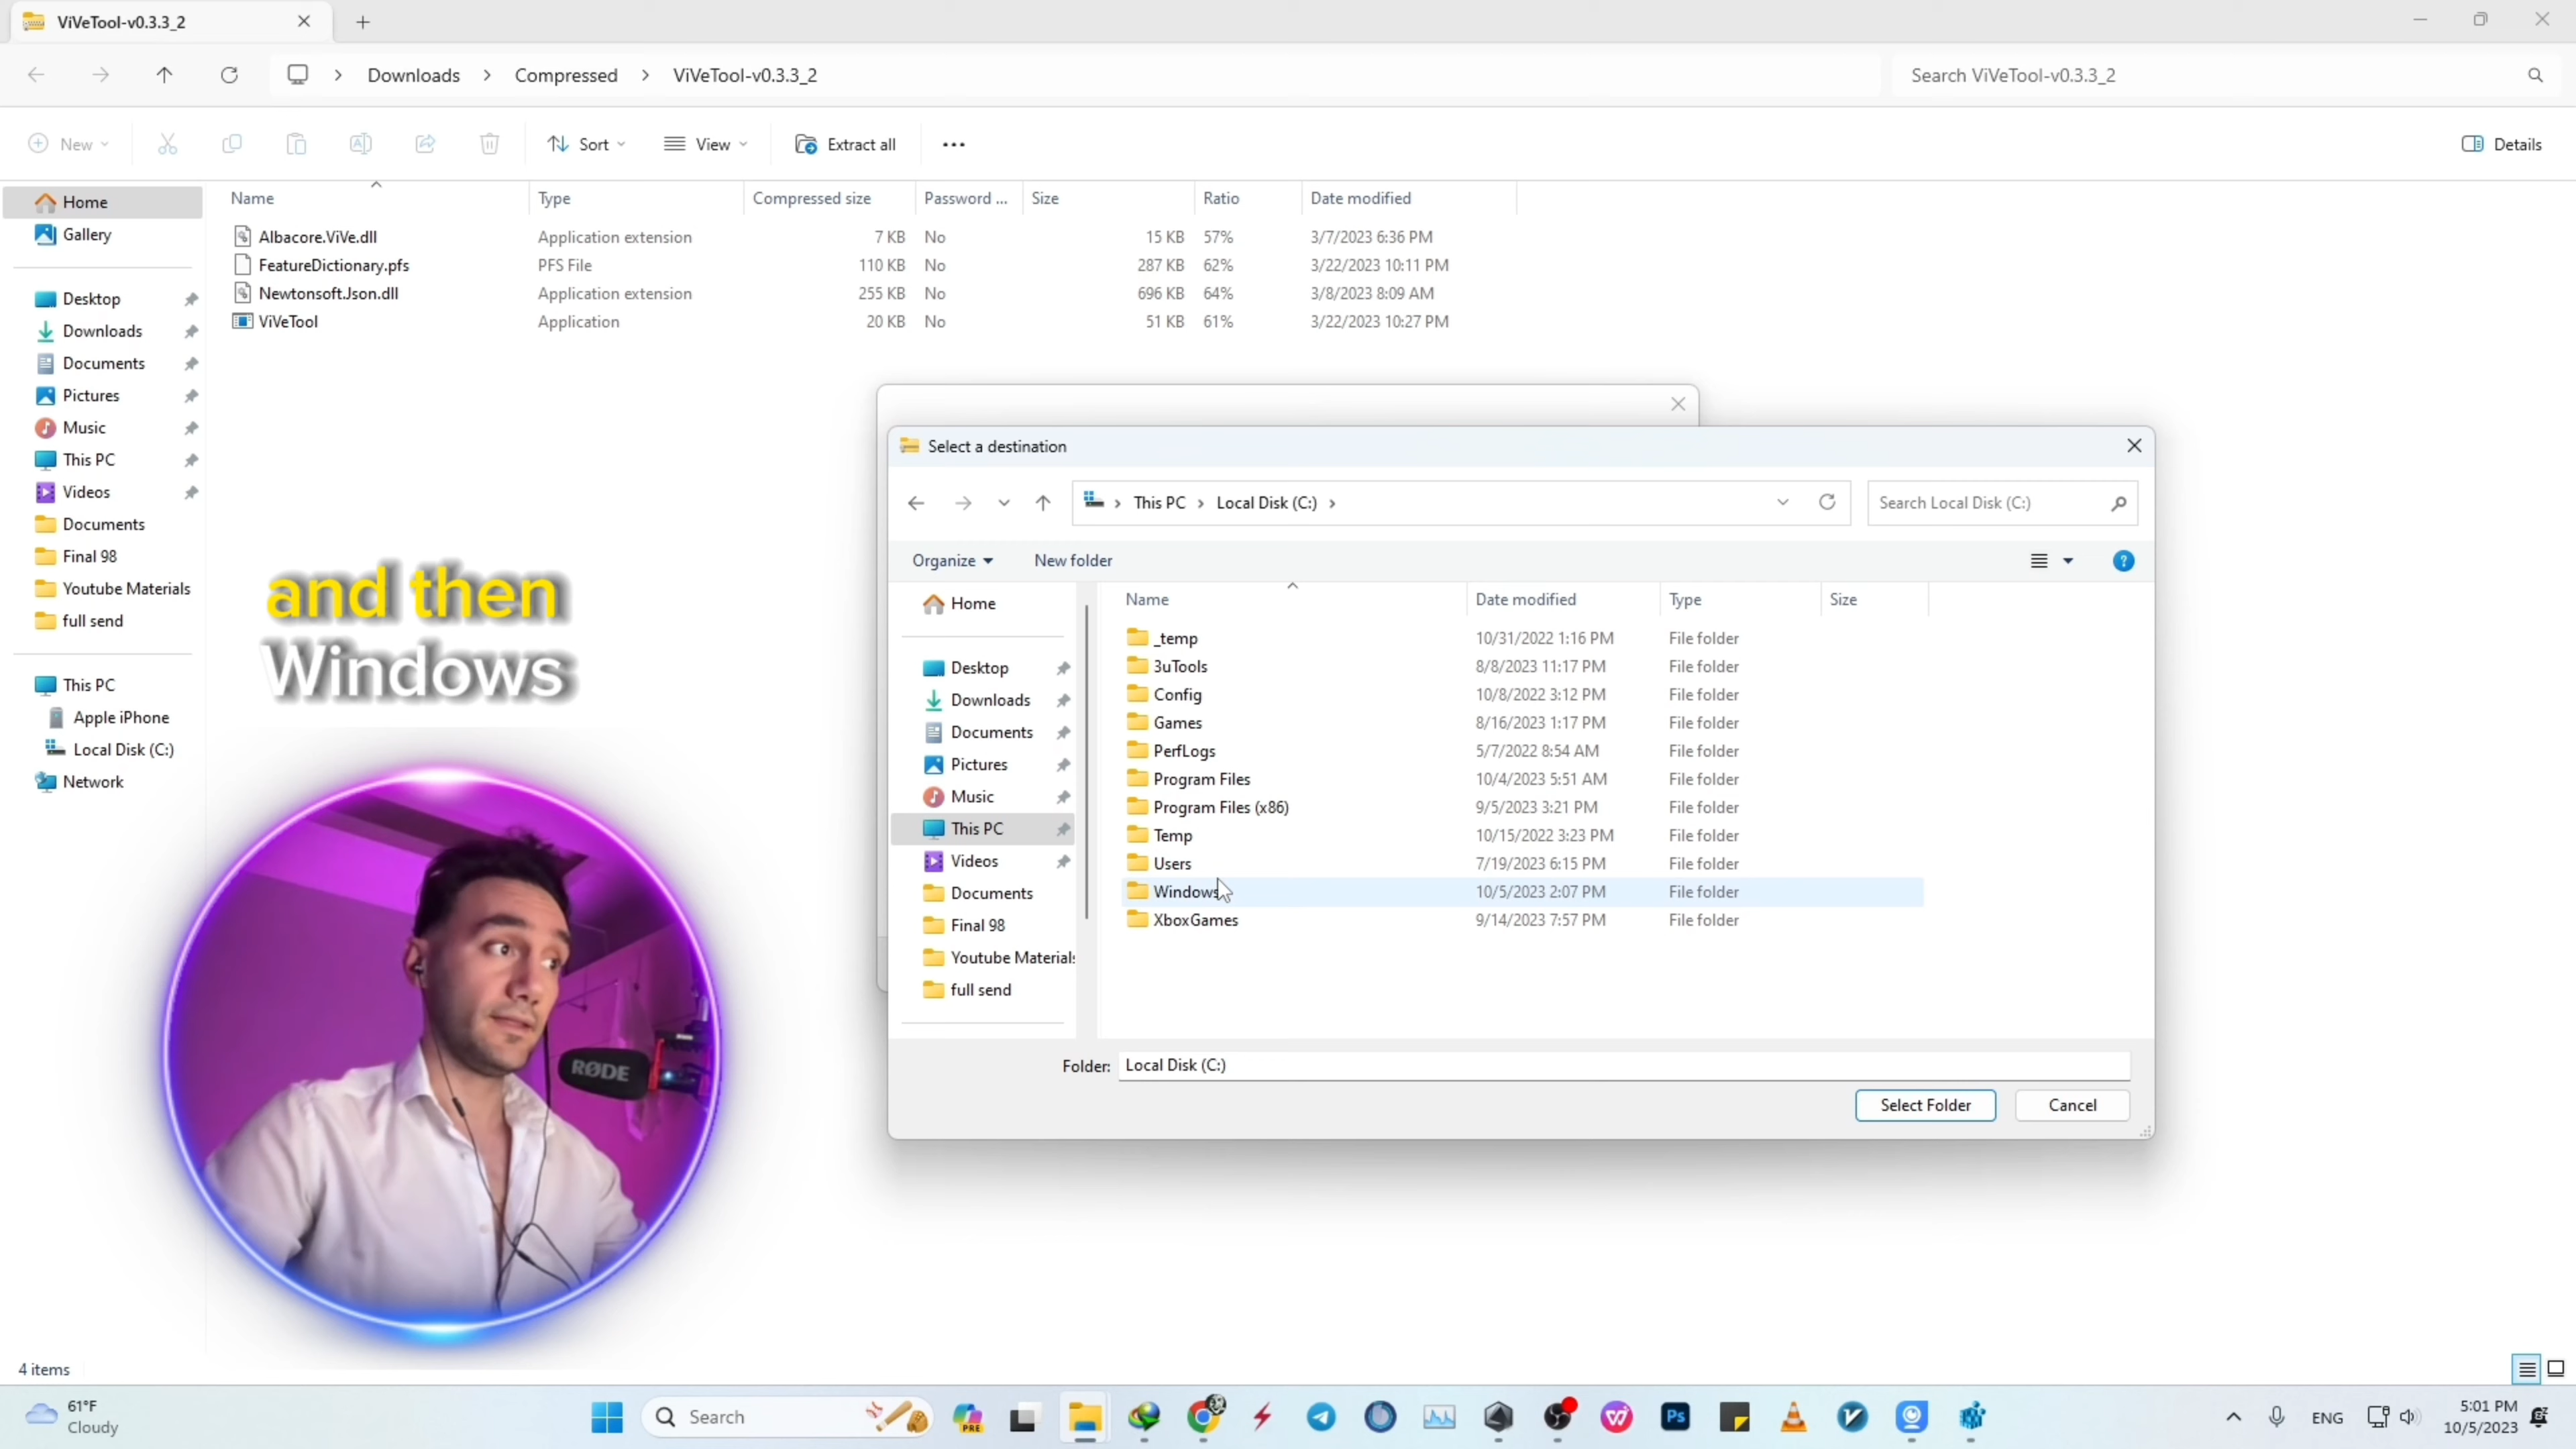 ViVeTool-v0.3.3_2
Downloads > Compressed > ViVeTool-v0.3.3_2
Search ViVeTool-v0.3.3_2
New
Sort
View
Extract all
Details
Name Type Compressed size Password ... Size Ratio Date modified
Albacore.ViVe.dll Application extension 7 KB No 15 KB 57% 3/7/2023 6:36 PM
FeatureDictionary.pfs PFS File 110 KB No 287 KB 62% 3/22/2023 10:11 PM
Newtonsoft.Json.dll Application extension 255 KB No 696 KB 64% 3/8/2023 8:09 AM
ViVeTool Application 20 KB No 51 KB 61% 3/22/2023 10:27 PM
Home
Gallery
Desktop
Downloads
Documents
Pictures
Music
This PC
Videos
Documents
Final 98
Youtube Materials
full send
This PC
Apple iPhone
Local Disk (C:)
Network
and then
Windows
RØDE
Select a destination
This PC > Local Disk (C:) >
Search Local Disk (C:)
Organize
New folder
Home
Desktop
Downloads
Documents
Pictures
Music
This PC
Videos
Documents
Final 98
Youtube Materials
full send
Name Date modified Type Size
_temp 10/31/2022 1:16 PM File folder
3uTools 8/8/2023 11:17 PM File folder
Config 10/8/2022 3:12 PM File folder
Games 8/16/2023 1:17 PM File folder
PerfLogs 5/7/2022 8:54 AM File folder
Program Files 10/4/2023 5:51 AM File folder
Program Files (x86) 9/5/2023 3:21 PM File folder
Temp 10/15/2022 3:23 PM File folder
Users 7/19/2023 6:15 PM File folder
Windows 10/5/2023 2:07 PM File folder
XboxGames 9/14/2023 7:57 PM File folder
Folder: Local Disk (C:)
Select Folder
Cancel
4 items
61°F
Cloudy
Search
PRE
Ps
ENG
5:01 PM
10/5/2023